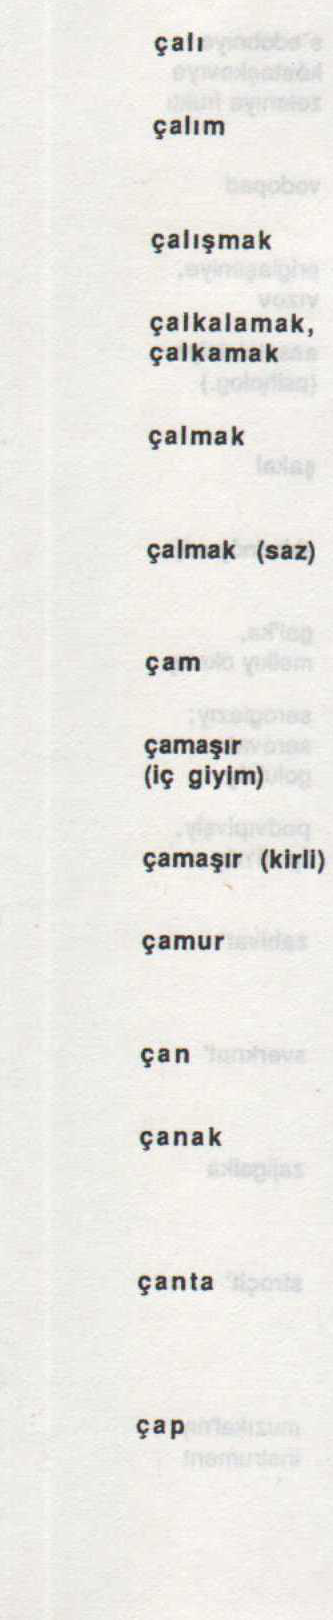 çalı
çalım
çalışmak
çalkalamak,
çalkamak
çalmak
çalmak (saz)
çam
çamaşır
(iç giyim)
çamaşır (kirli)
çamur
çan
çanak
çanta
çap